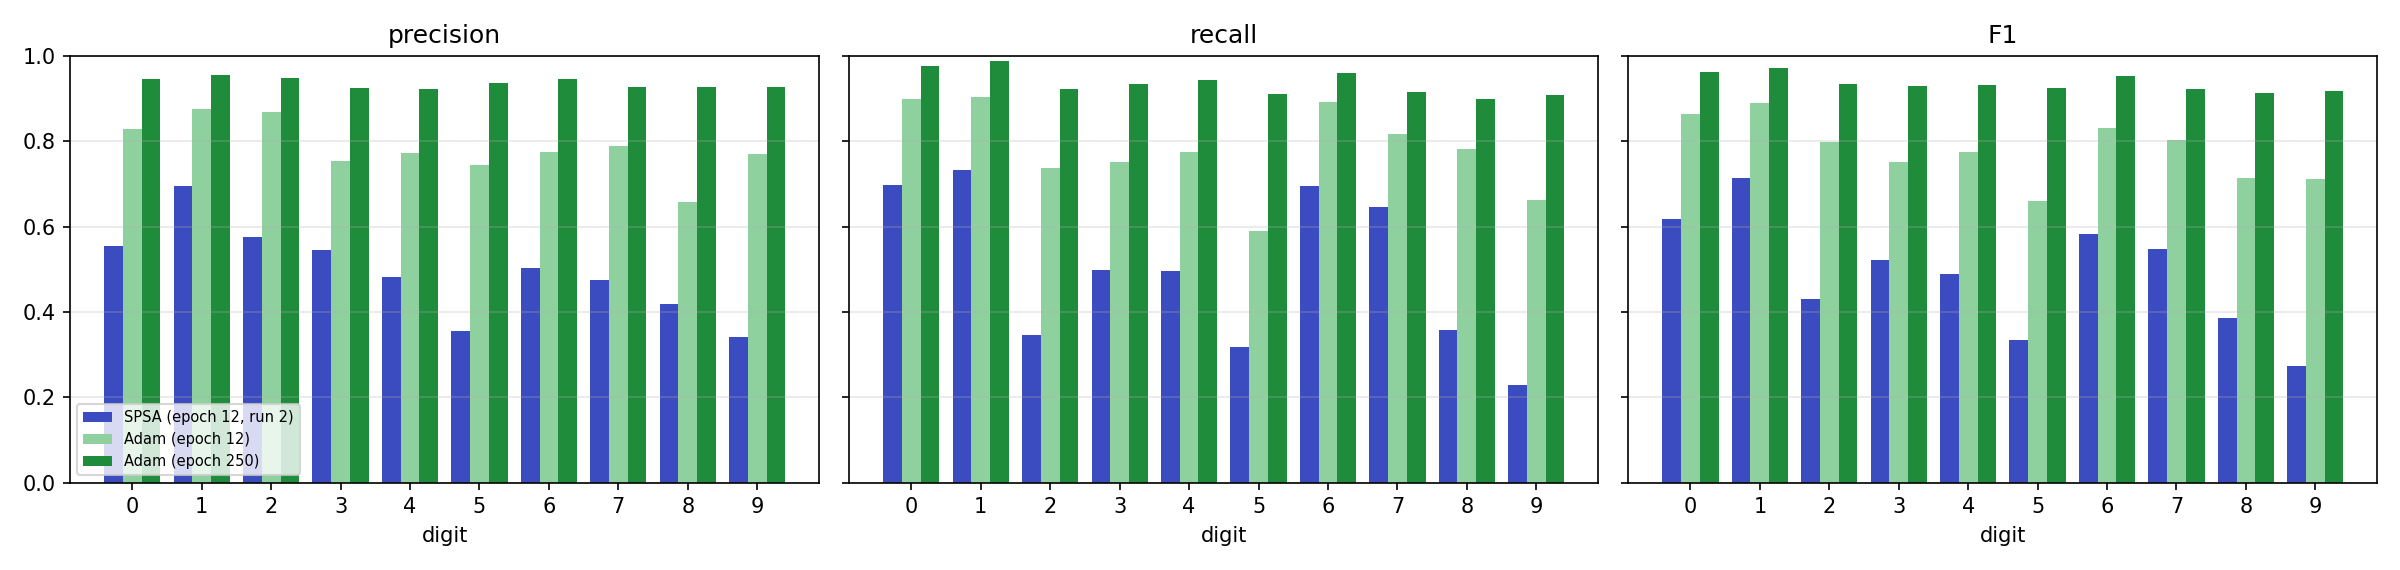 precision
recall
F1
1.0
0.8
0.6
0.4
0.2
0.0
SPSA (epoch 12, run 2)
Adam (epoch 12)
Adam (epoch 250)
0 1 2 3 4 5 6 7 8 9
0 1 2 3 4 5 6 7 8 9
0 1 2 3 4 5 6 7 8 9
digit
digit
digit